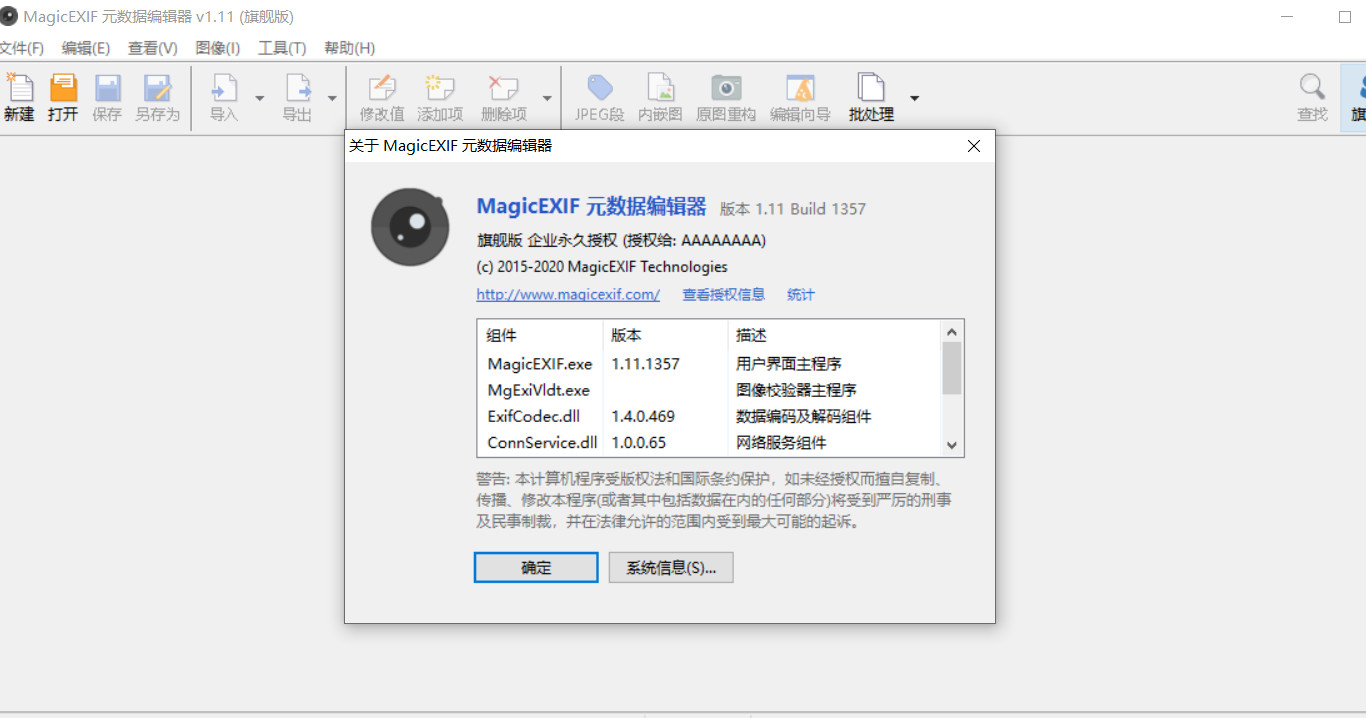 MagicEXIF 元数据编辑器 v1.11 (旗舰版)
文件(F) 编辑(E) 查看(V) 图像(I) 工具(T) 帮助(H)
新建 打开 保存 另存为 导入 导出 修改值 添加项 删除项 JPEG段 内嵌图 原图重构 编辑向导 批处理 查找 旗
关于 MagicEXIF 元数据编辑器
MagicEXIF 元数据编辑器 版本 1.11 Build 1357
旗舰版 企业永久授权 (授权给: AAAAAAAA)
(c) 2015-2020 MagicEXIF Technologies
http://www.magicexif.com/ 查看授权信息 统计
组件 版本 描述
MagicEXIF.exe 1.11.1357 用户界面主程序
MgExiVldt.exe 图像校验器主程序
ExifCodec.dll 1.4.0.469 数据编码及解码组件
ConnService.dll 1.0.0.65 网络服务组件
警告: 本计算机程序受版权法和国际条约保护，如未经授权而擅自复制、
传播、修改本程序(或者其中包括数据在内的任何部分)将受到严厉的刑事
及民事制裁，并在法律允许的范围内受到最大可能的起诉。
确定 系统信息(S)...